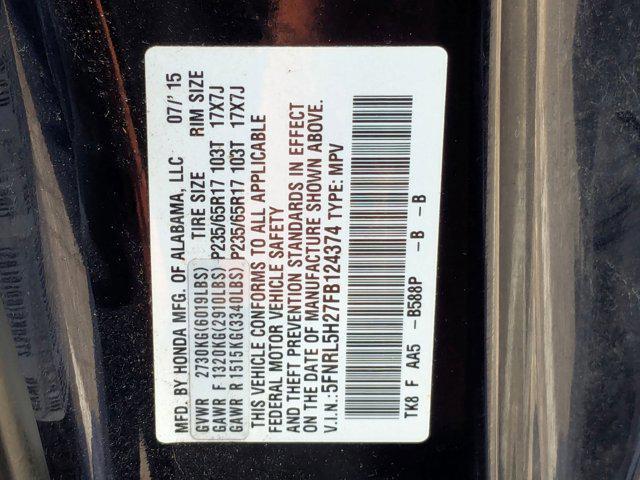 MFD. BY HONDA MFG. OF ALABAMA, LLC 07/'15
TIRE SIZE RIM SIZE
GVWR 2730KG(6019LBS)
GAWR F 1320KG(2910LBS) P235/65R17 103T 17X7J
GAWR R 1515KG(3340LBS) P235/65R17 103T 17X7J
THIS VEHICLE CONFORMS TO ALL APPLICABLE
FEDERAL MOTOR VEHICLE SAFETY
AND THEFT PREVENTION STANDARDS IN EFFECT
ON THE DATE OF MANUFACTURE SHOWN ABOVE.
V.I.N.:5FNRL5H27FB124374 TYPE: MPV
TK8 F AA5 -B588P -B -B